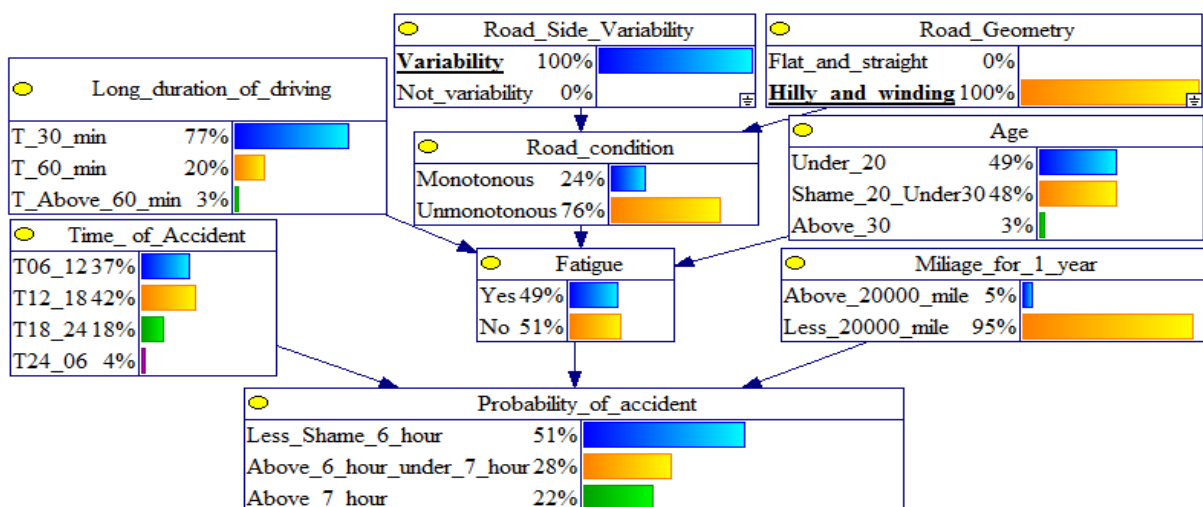 Road_Side_Variability
Variability 100%
Not_variability 0%
Road_Geometry
Flat_and_straight 0%
Hilly_and_winding 100%
Long_duration_of_driving
T_30_min 77%
T_60_min 20%
T_Above_60_min 3%
Road_condition
Monotonous 24%
Unmonotonous 76%
Age
Under_20 49%
Shame_20_Under30 48%
Above_30 3%
Time_ of_Accident
T06_12 37%
T12_18 42%
T18_24 18%
T24_06 4%
Fatigue
Yes 49%
No 51%
Miliage_for_1_year
Above_20000_mile 5%
Less_20000_mile 95%
Probability_of_accident
Less_Shame_6_hour 51%
Above_6_hour_under_7_hour 28%
Above_7_hour 22%